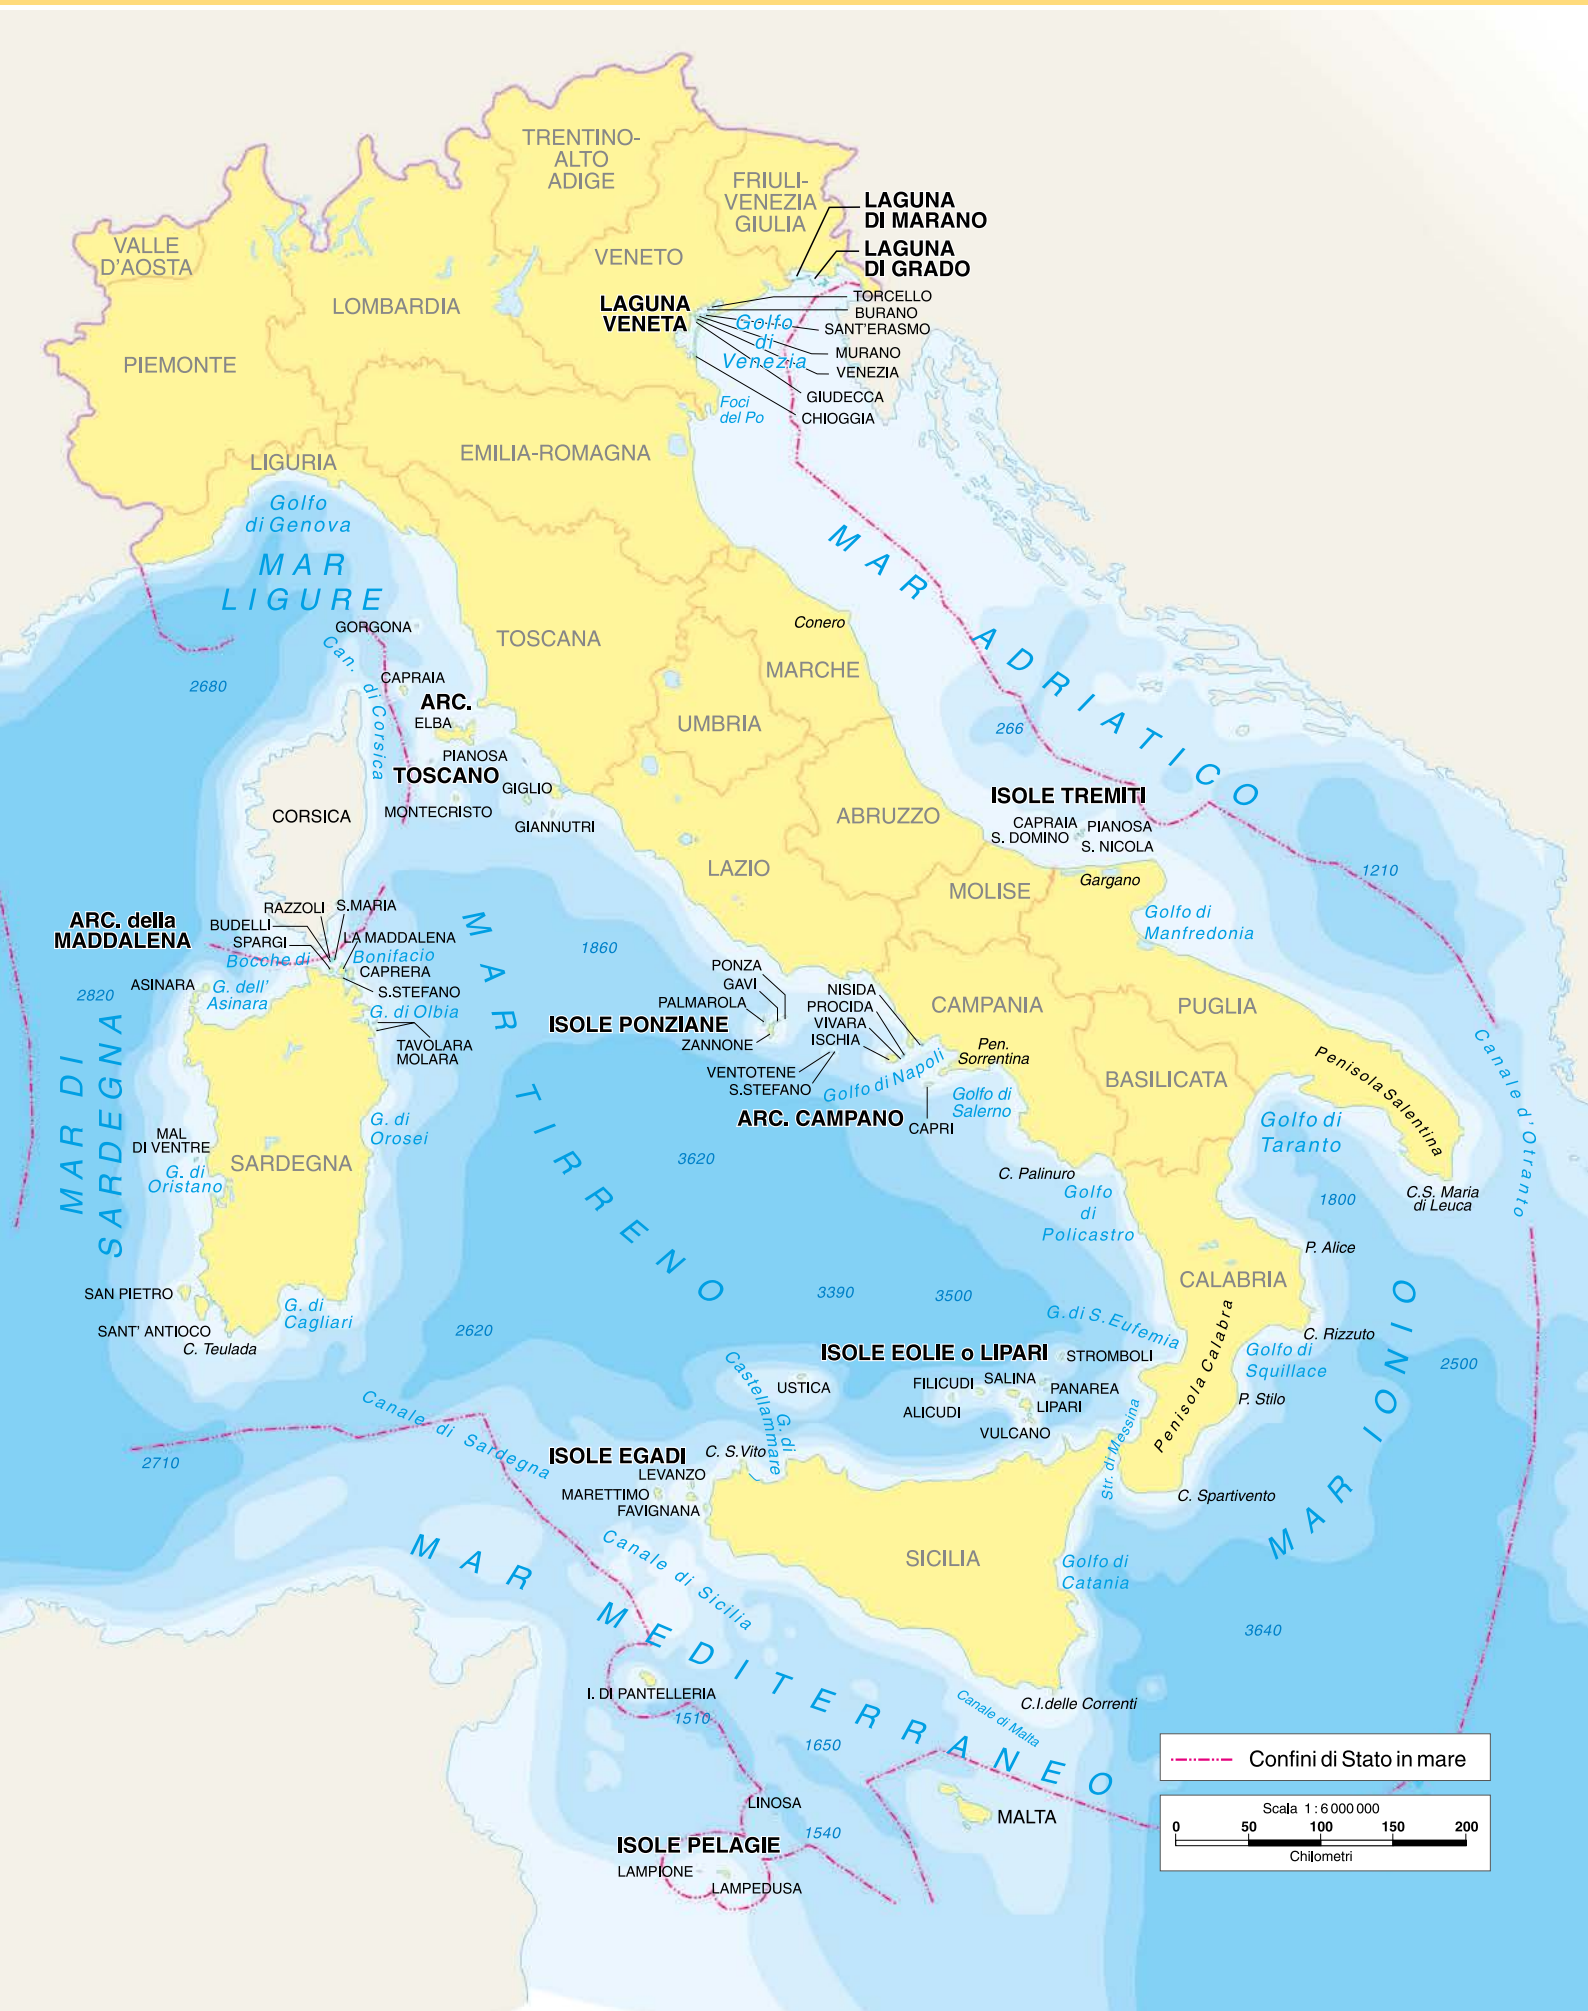 TRENTINO-
ALTO
ADIGE
FRIULI-
VENEZIA
GIULIA
VALLE
D'AOSTA
VENETO
LOMBARDIA
PIEMONTE
LAGUNA
DI MARANO
LAGUNA
DI GRADO
LAGUNA
VENETA
TORCELLO
BURANO
SANT'ERASMO
MURANO
VENEZIA
GIUDECCA
CHIOGGIA
Golfo
di
Venezia
Foci
del Po
EMILIA-ROMAGNA
LIGURIA
Golfo
di Genova
MAR
LIGURE
MAR ADRIATICO
GORGONA
Can. di Corsica
2680
CAPRAIA
ARC.
ELBA
PIANOSA
TOSCANO
GIGLIO
MONTECRISTO
GIANNUTRI
TOSCANA
Conero
MARCHE
UMBRIA
266
CORSICA
ABRUZZO
LAZIO
MOLISE
ISOLE TREMITI
CAPRAIA
PIANOSA
S. DOMINO
S. NICOLA
Gargano
1210
Golfo di
Manfredonia
ARC. della
MADDALENA
RAZZOLI
S.MARIA
BUDELLI
SPARGI
LA MADDALENA
Bocche di
Bonifacio
CAPRERA
S.STEFANO
ASINARA
G. dell'
Asinara
G. di Olbia
TAVOLARA
MOLARA
2820
MAR DI
SARDEGNA
MAR TIRRENO
1860
PONZA
GAVI
PALMAROLA
ISOLE PONZIANE
ZANNONE
NISIDA
PROCIDA
VIVARA
ISCHIA
VENTOTENE
S.STEFANO
Golfo di Napoli
ARC. CAMPANO
CAPRI
CAMPANIA
Pen.
Sorrentina
Golfo di
Salerno
PUGLIA
BASILICATA
Penisola Salentina
Canale d'Otranto
Golfo di
Taranto
C.S. Maria
di Leuca
1800
G. di
Orosei
MAL
DI VENTRE
G. di
Oristano
SARDEGNA
3620
C. Palinuro
Golfo
di
Policastro
P. Alice
CALABRIA
SAN PIETRO
SANT' ANTIOCO
C. Teulada
G. di
Cagliari
2620
3390
3500
G. di S. Eufemia
Penisola Calabra
C. Rizzuto
Golfo di
Squillace
P. Stilo
MAR IONIO
2500
ISOLE EOLIE o LIPARI
STROMBOLI
FILICUDI
SALINA
PANAREA
ALICUDI
LIPARI
VULCANO
USTICA
G. di
Castellammare
C. S.Vito
Canale di Sardegna
2710
ISOLE EGADI
LEVANZO
MARETTIMO
FAVIGNANA
Str. di Messina
C. Spartivento
SICILIA
Golfo di
Catania
Canale di Sicilia
MAR MEDITERRANEO
3640
I. DI PANTELLERIA
1510
C.I.delle Correnti
Canale di Malta
1650
LINOSA
1540
MALTA
ISOLE PELAGIE
LAMPIONE
LAMPEDUSA
Confini di Stato in mare
Scala 1:6 000 000
0 50 100 150 200
Chilometri